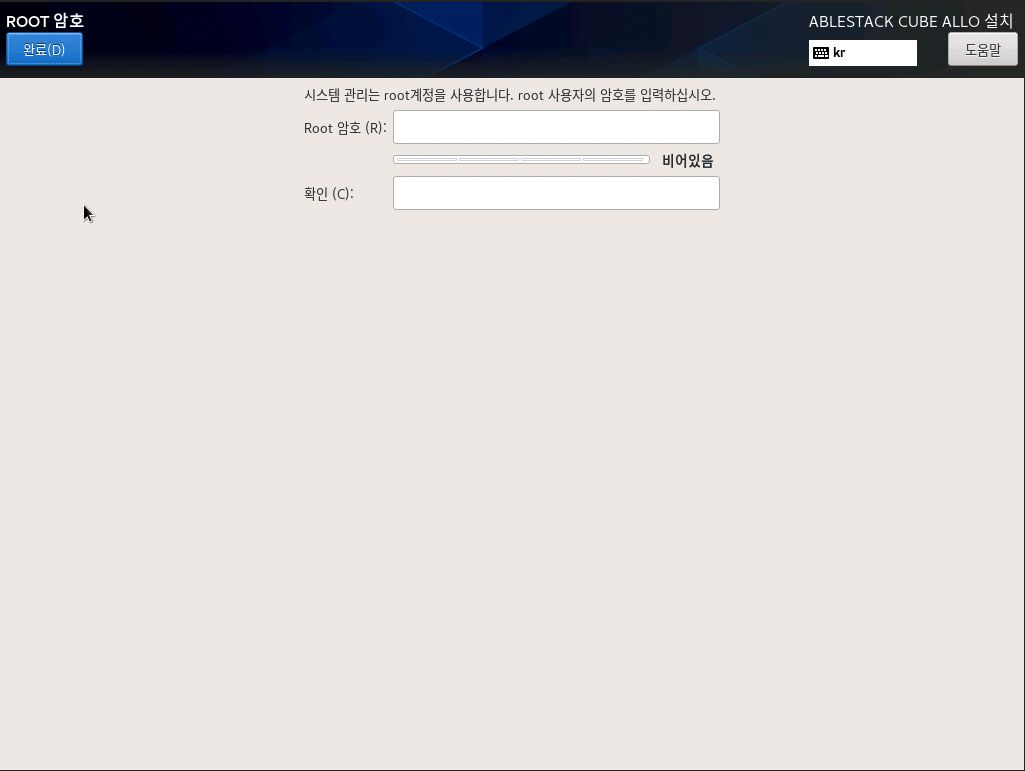 ROOT 암호
ABLESTACK CUBE ALLO 설치
완료(D)
kr
도움말
시스템 관리는 root계정을 사용합니다. root 사용자의 암호를 입력하십시오.
Root 암호 (R):
비어있음
확인 (C):